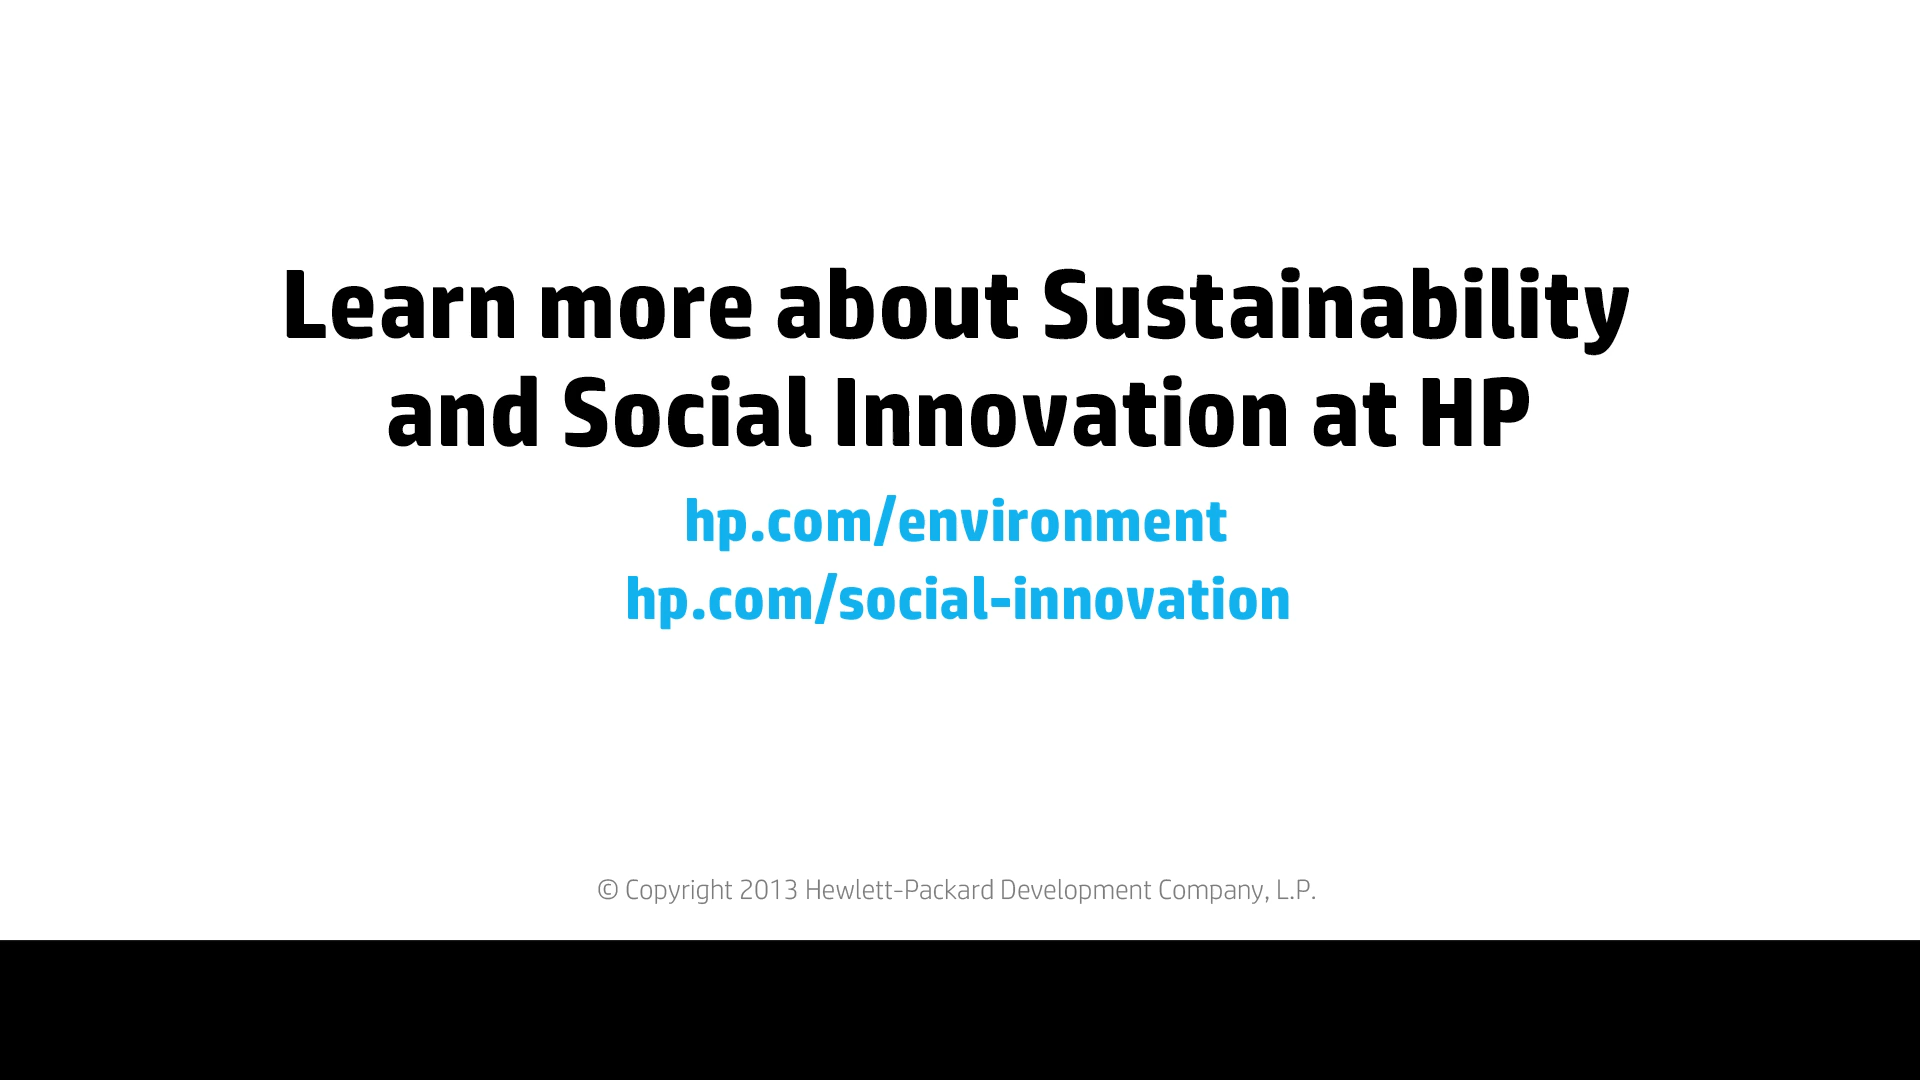 Learn more about Sustainability
and Social Innovation at HP
hp.com/environment
hp.com/social-innovation
© Copyright 2013 Hewlett-Packard Development Company, L.P.